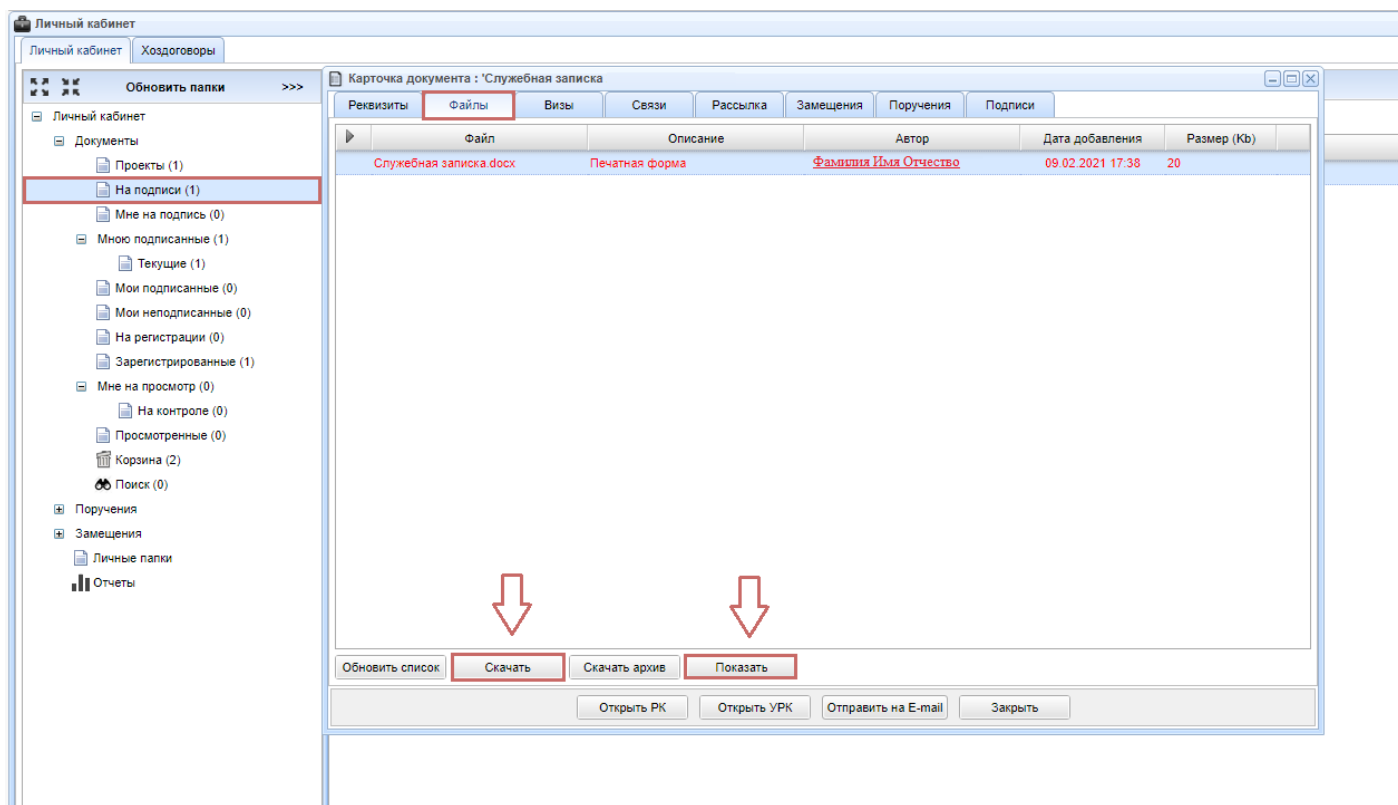 Личный кабинет
Личный кабинет Хоздоговоры
Обновить папки >>>
Личный кабинет
Документы
Проекты (1)
На подписи (1)
Мне на подпись (0)
Мною подписанные (1)
Текущие (1)
Мои подписанные (0)
Мои неподписанные (0)
На регистрации (0)
Зарегистрированные (1)
Мне на просмотр (0)
На контроле (0)
Просмотренные (0)
Корзина (2)
Поиск (0)
Поручения
Замещения
Личные папки
Отчеты
Карточка документа : 'Служебная записка
Реквизиты Файлы Визы Связи Рассылка Замещения Поручения Подписи
Файл Описание Автор Дата добавления Размер (Kb)
Служебная записка.docx Печатная форма Фамилия Имя Отчество 09.02.2021 17:38 20
Обновить список Скачать Скачать архив Показать
Открыть РК Открыть УРК Отправить на E-mail Закрыть